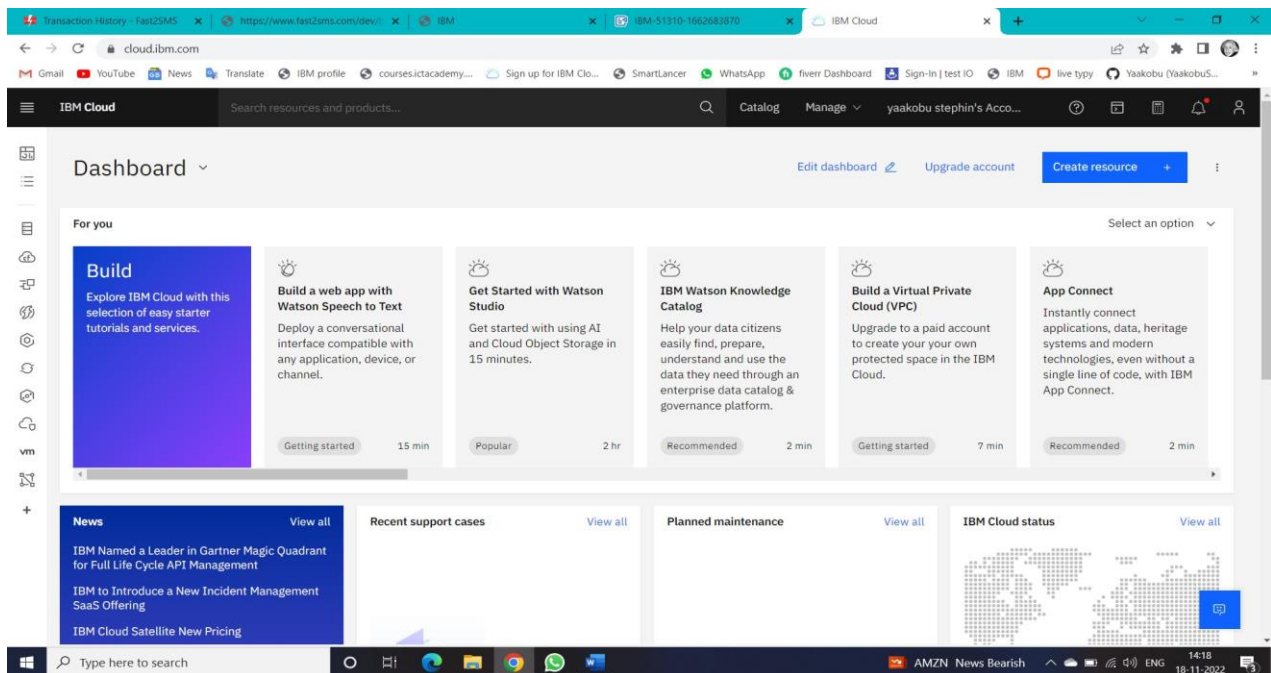 Transaction History - Fast2SMS
https://www.fast2sms.com/dev/
IBM
IBM-51310-1662683870
IBM Cloud
cloud.ibm.com
Gmail
YouTube
News
Translate
IBM profile
courses.ictacademy....
Sign up for IBM Clo...
SmartLancer
WhatsApp
fiverr Dashboard
Sign-In | test IO
IBM
live typy
Yaakobu (YaakobuS...
»
IBM Cloud
Search resources and products...
Catalog
Manage
yaakobu stephin's Acco...
Dashboard
Edit dashboard
Upgrade account
Create resource +
For you
Select an option
Build
Explore IBM Cloud with this
selection of easy starter
tutorials and services.
Build a web app with
Watson Speech to Text
Deploy a conversational
interface compatible with
any application, device, or
channel.
Getting started
15 min
Get Started with Watson
Studio
Get started with using AI
and Cloud Object Storage in
15 minutes.
Popular
2 hr
IBM Watson Knowledge
Catalog
Help your data citizens
easily find, prepare,
understand and use the
data they need through an
enterprise data catalog &
governance platform.
Recommended
2 min
Build a Virtual Private
Cloud (VPC)
Upgrade to a paid account
to create your your own
protected space in the IBM
Cloud.
Getting started
7 min
App Connect
Instantly connect
applications, data, heritage
systems and modern
technologies, even without a
single line of code, with IBM
App Connect.
Recommended
2 min
vm
News
View all
IBM Named a Leader in Gartner Magic Quadrant
for Full Life Cycle API Management
IBM to Introduce a New Incident Management
SaaS Offering
IBM Cloud Satellite New Pricing
Recent support cases
View all
Planned maintenance
View all
IBM Cloud status
View all
Type here to search
AMZN News Bearish
ENG
14:18
18-11-2022
3